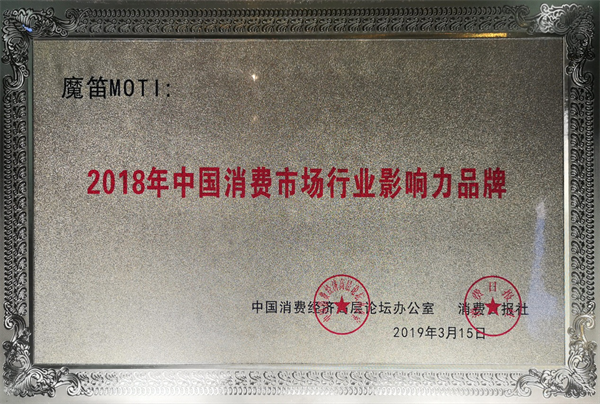 魔笛MOTI:
2018年中国消费市场行业影响力品牌
中国消费经济高层论坛办公室 消费日报社
2019年3月15日